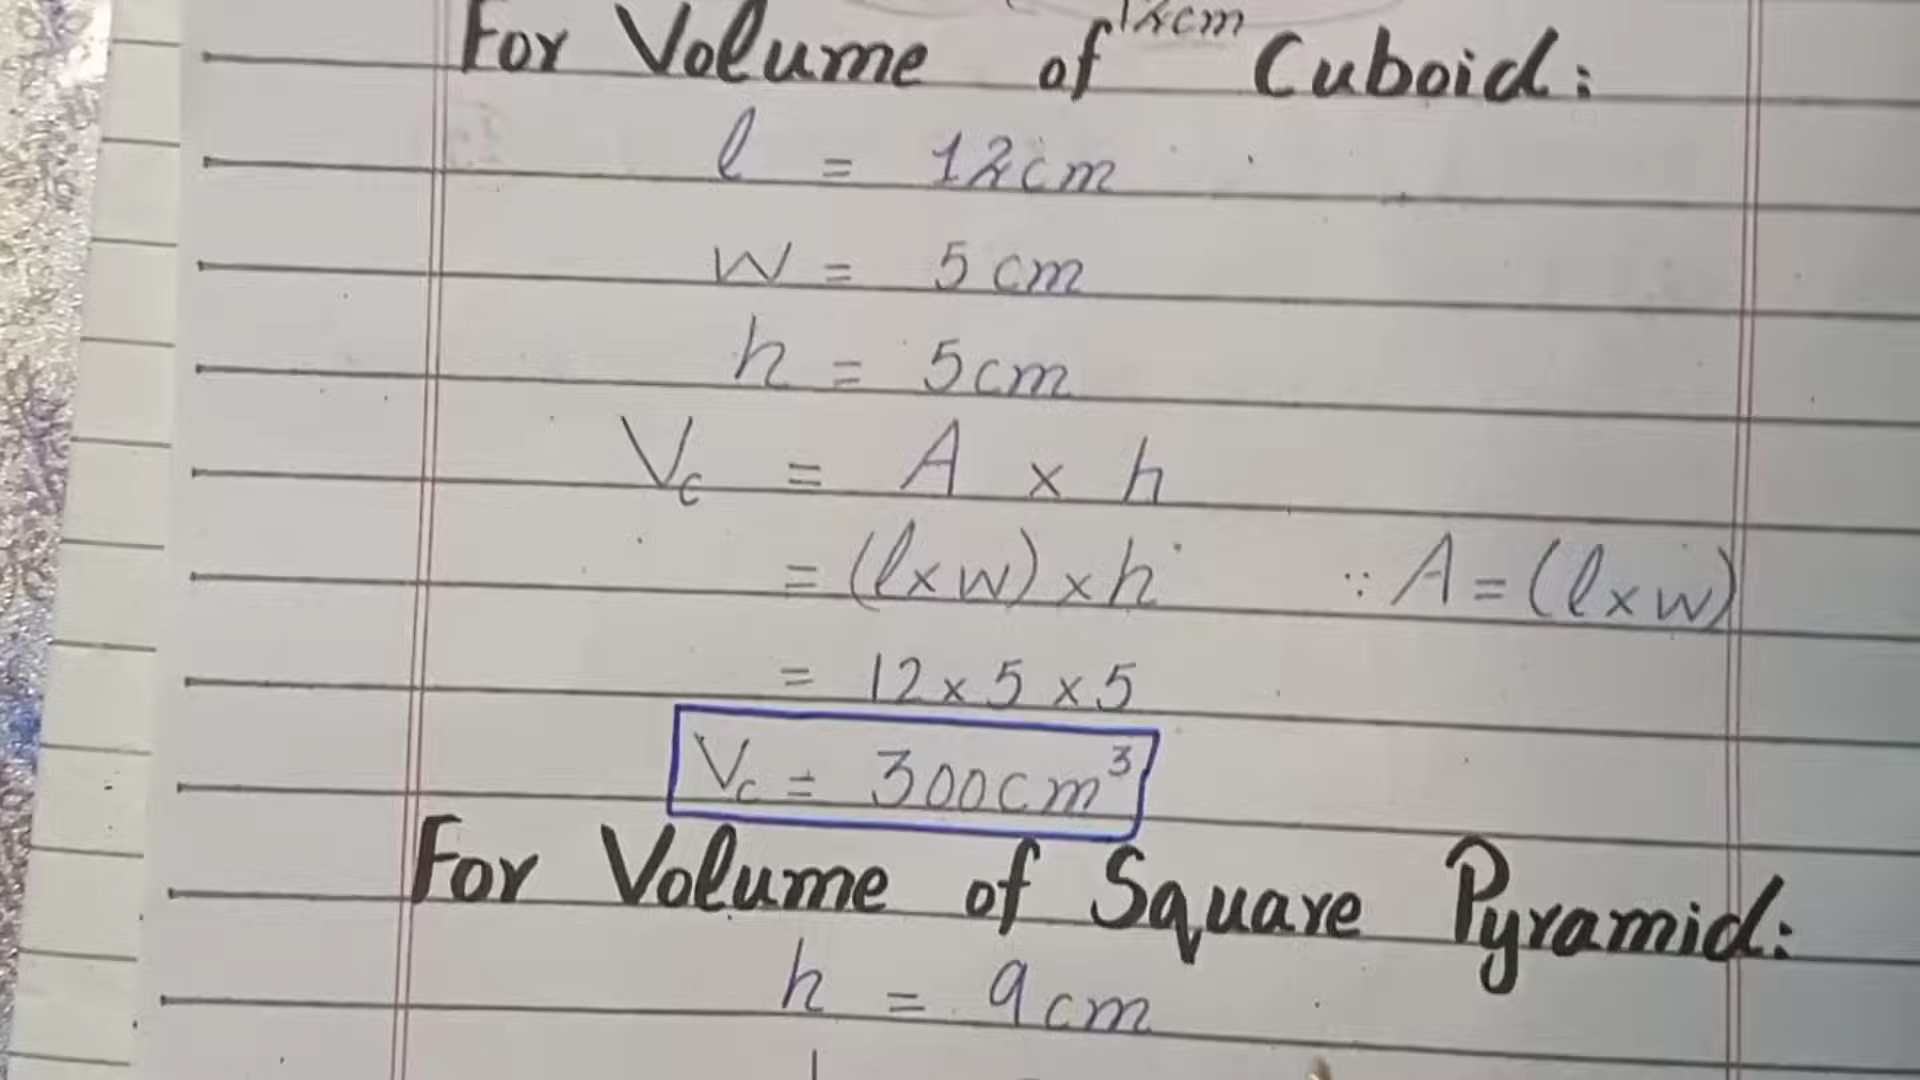 12cm
For Volume of Cuboid:
l = 12cm
w = 5cm
h = 5cm
Vc = A × h
= (l×w)×h ∵ A = (l×w)
= 12×5×5
Vc = 300cm³
For Volume of Square Pyramid:
h = 9cm